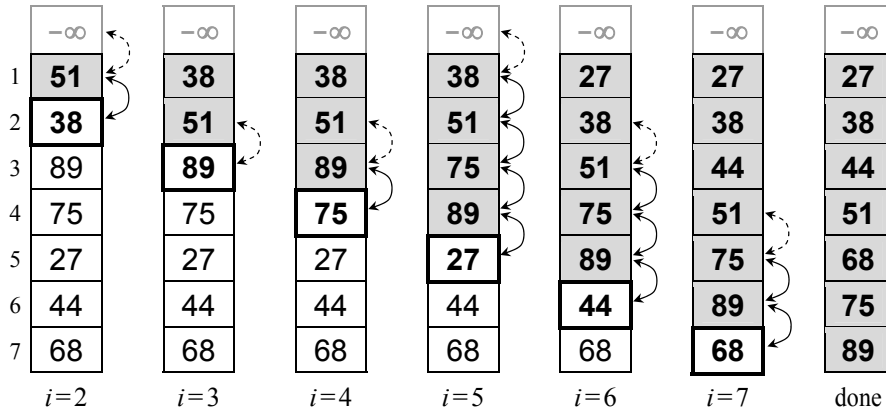 −∞ −∞ −∞ −∞ −∞ −∞ −∞
1 51 38 38 38 27 27 27
2 38 51 51 51 38 38 38
3 89 89 89 75 51 44 44
4 75 75 75 89 75 51 51
5 27 27 27 27 89 75 68
6 44 44 44 44 44 89 75
7 68 68 68 68 68 68 89
i=2 i=3 i=4 i=5 i=6 i=7 done